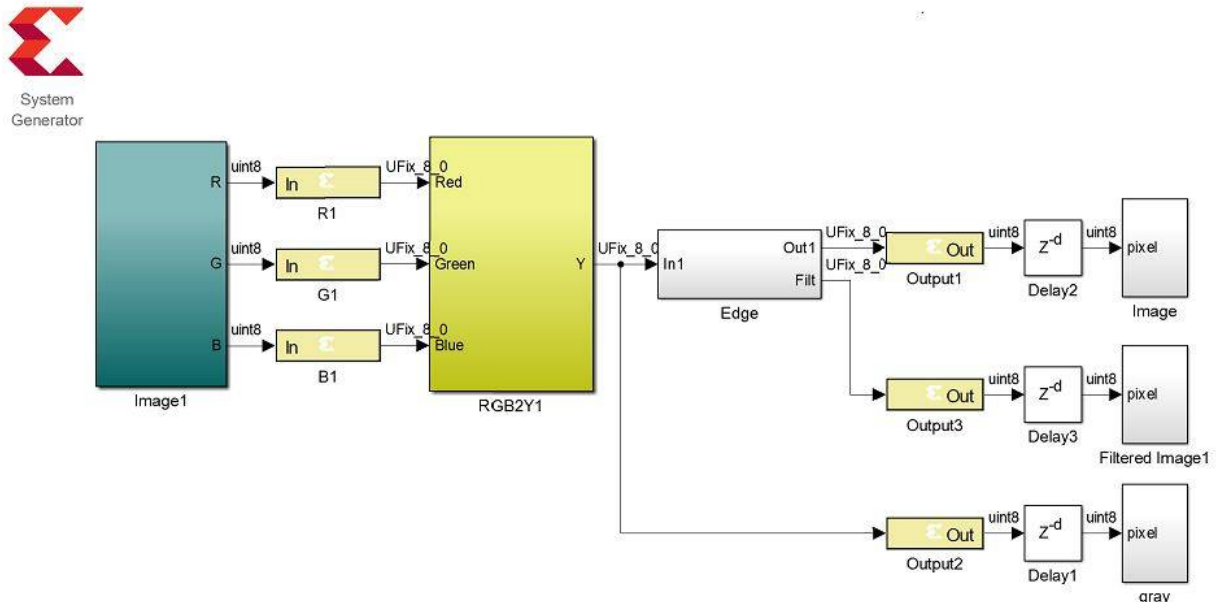 System
Generator
uint8
UFix_8_0
R
In
Red
R1
uint8
UFix_8_0
UFix_8_0
UFix_8_0
uint8
uint8
G
In
Green
Y
In1
Out1
Out
Z-d
pixel
G1
UFix_8_0
Filt
Output1
Delay2
Edge
Image
uint8
UFix_8_0
B
In
Blue
B1
Image1
RGB2Y1
uint8
uint8
Out
Z-d
pixel
Output3
Delay3
Filtered Image1
uint8
uint8
Out
Z-d
pixel
Output2
Delay1
gray